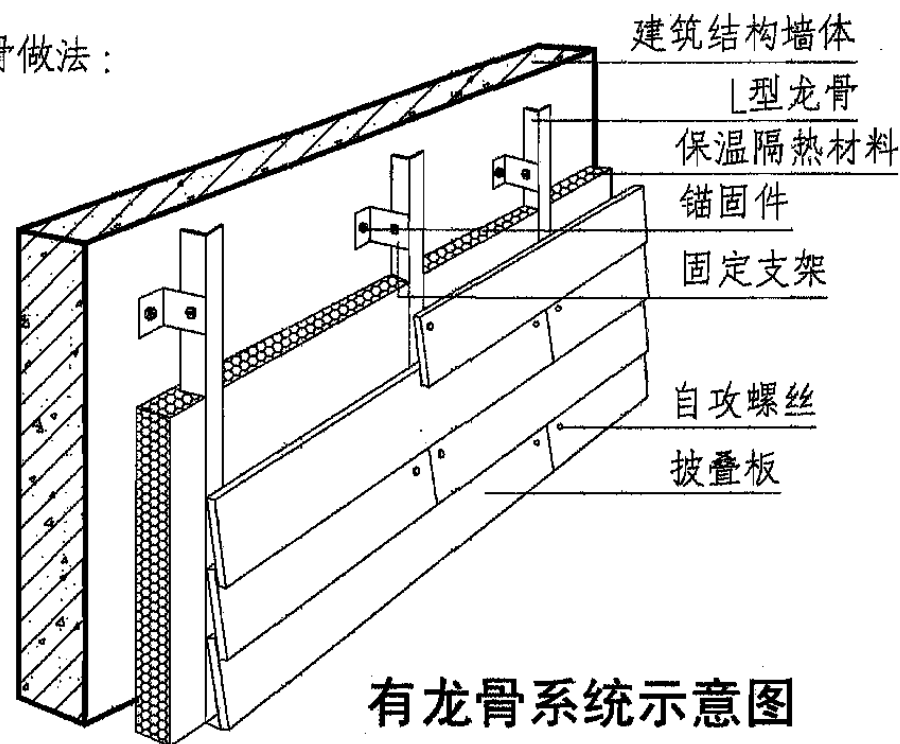 骨做法：
建筑结构墙体
L型龙骨
保温隔热材料
锚固件
固定支架
自攻螺丝
披叠板
有龙骨系统示意图